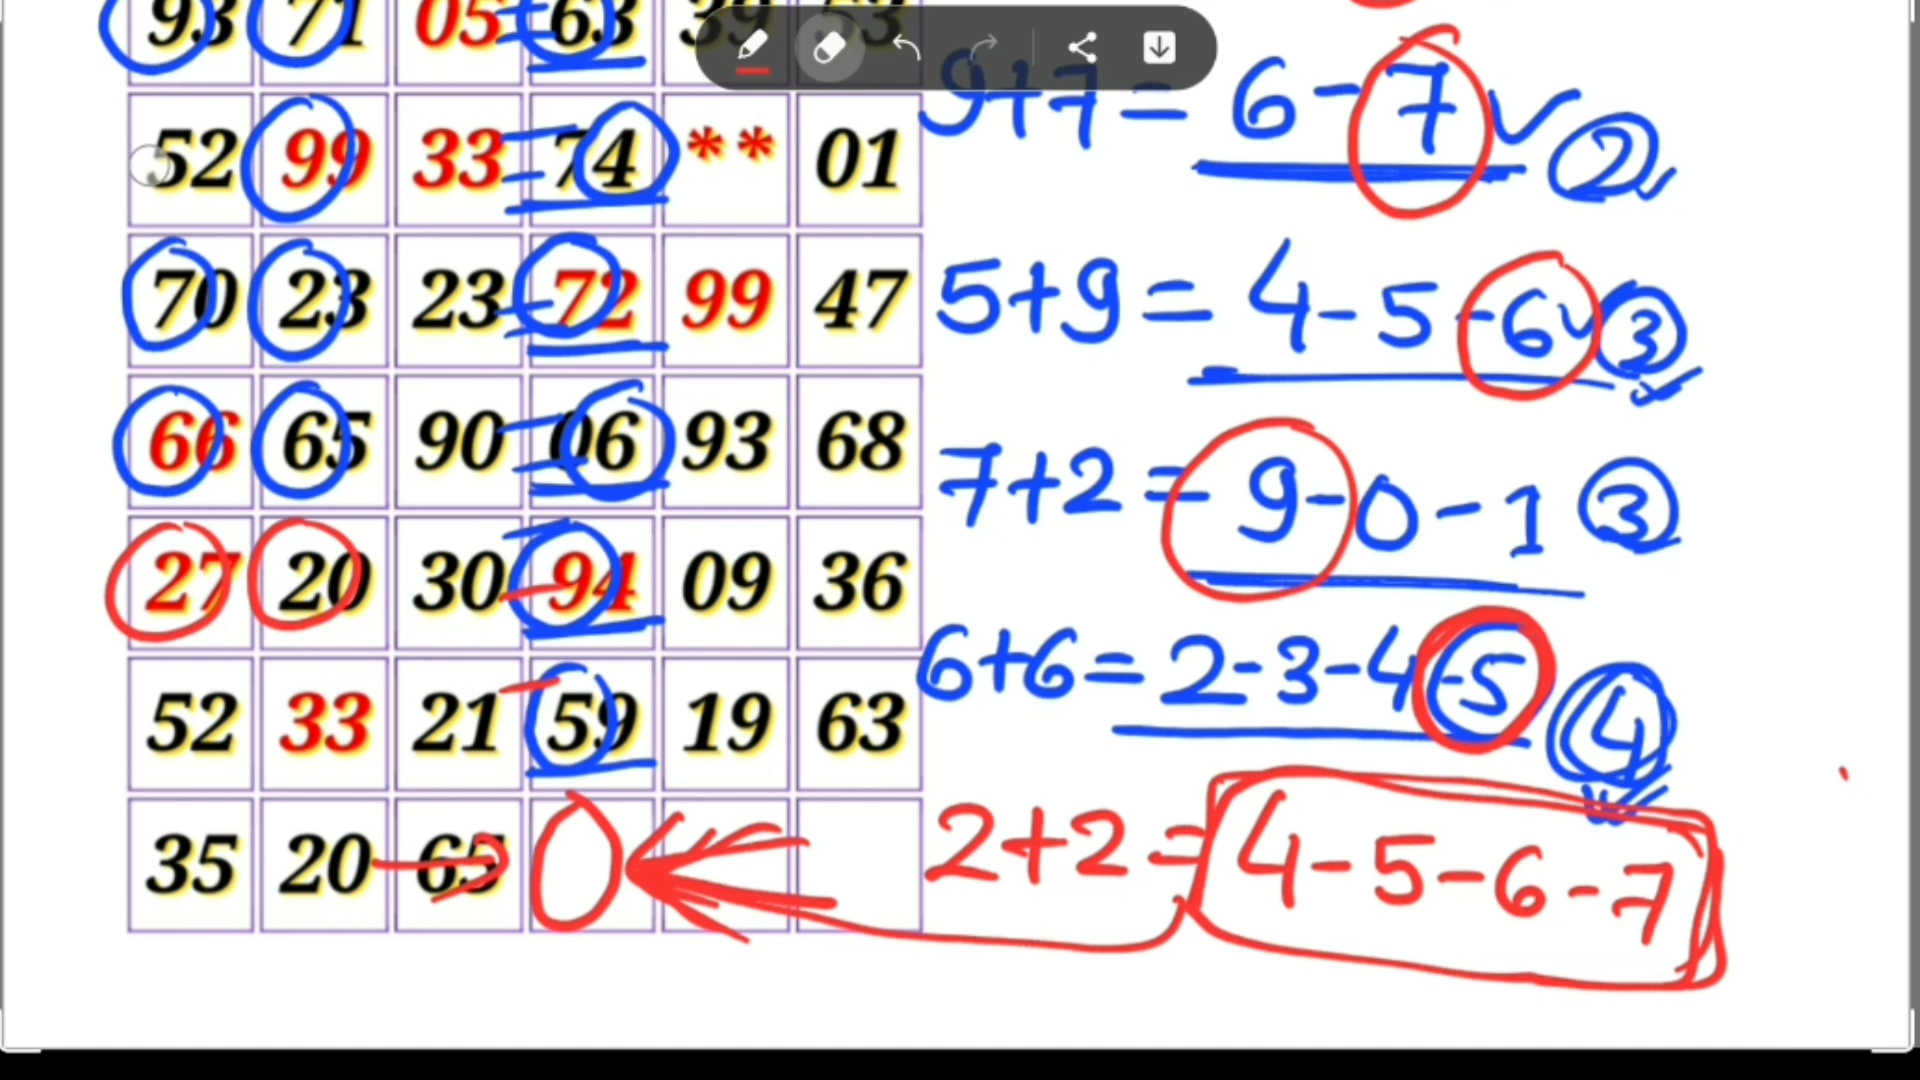 93 71 05 63 39 53
9+7= 6-7 2
52 99 33 74 ** 01
5+9= 4-5-6 3
70 23 23 72 99 47
66 65 90 06 93 68
7+2= 9-0-1 3
27 20 30 94 09 36
6+6= 2-3-4-5 4
52 33 21 59 19 63
35 20 65
2+2= 4-5-6-7